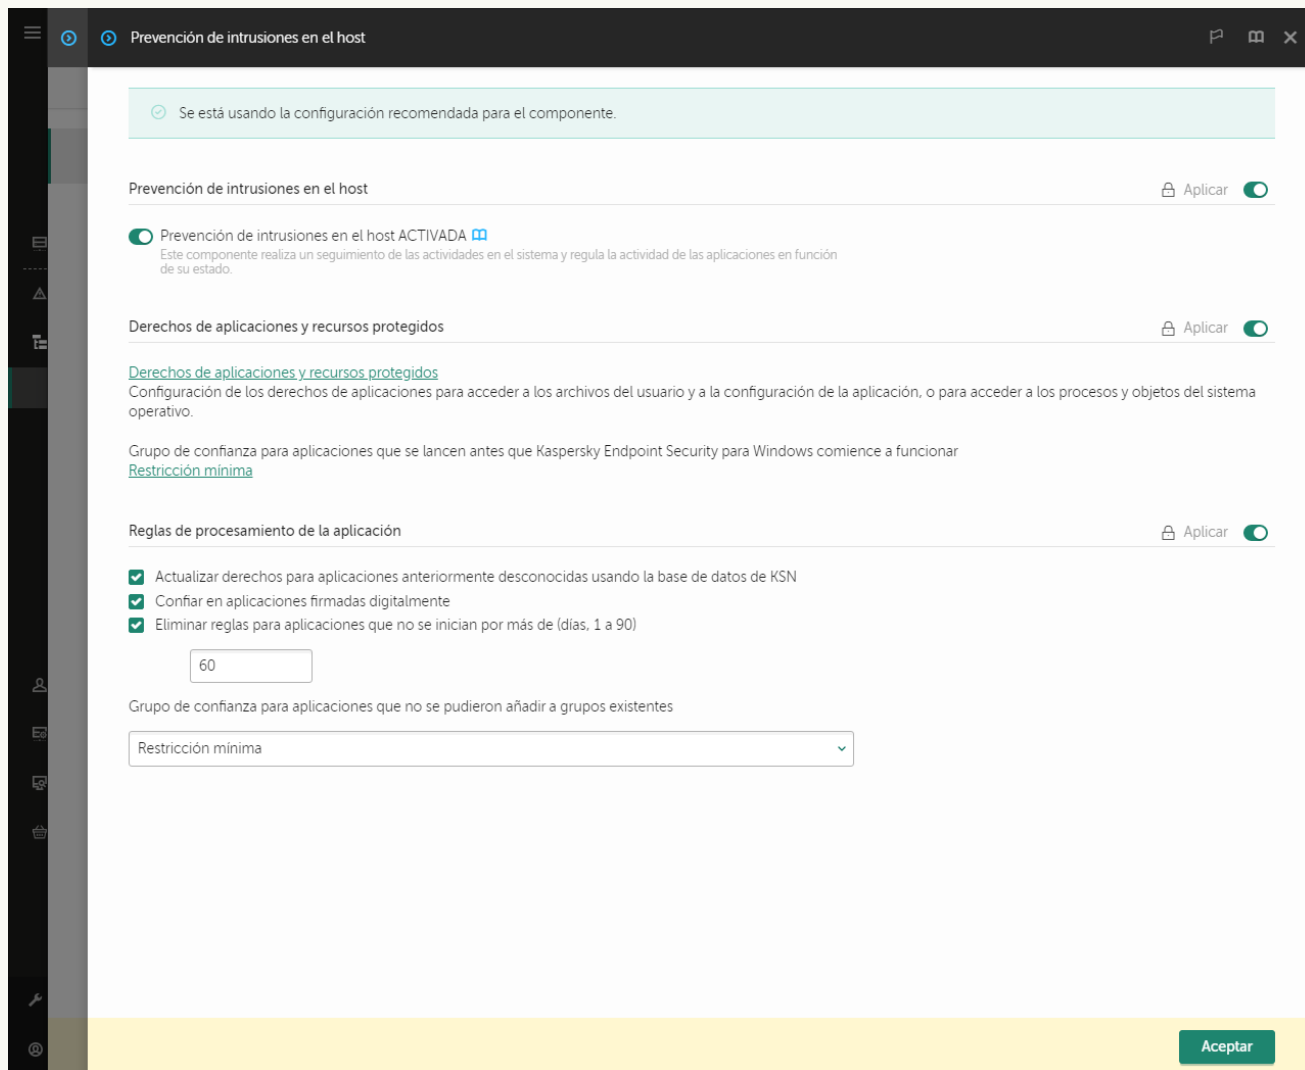 Prevención de intrusiones en el host
Se está usando la configuración recomendada para el componente.
Prevención de intrusiones en el host
Aplicar
Prevención de intrusiones en el host ACTIVADA
Este componente realiza un seguimiento de las actividades en el sistema y regula la actividad de las aplicaciones en función
de su estado.
Derechos de aplicaciones y recursos protegidos
Aplicar
Derechos de aplicaciones y recursos protegidos
Configuración de los derechos de aplicaciones para acceder a los archivos del usuario y a la configuración de la aplicación, o para acceder a los procesos y objetos del sistema
operativo.
Grupo de confianza para aplicaciones que se lancen antes que Kaspersky Endpoint Security para Windows comience a funcionar
Restricción mínima
Reglas de procesamiento de la aplicación
Aplicar
Actualizar derechos para aplicaciones anteriormente desconocidas usando la base de datos de KSN
Confiar en aplicaciones firmadas digitalmente
Eliminar reglas para aplicaciones que no se inician por más de (días, 1 a 90)
60
Grupo de confianza para aplicaciones que no se pudieron añadir a grupos existentes
Restricción mínima
Aceptar